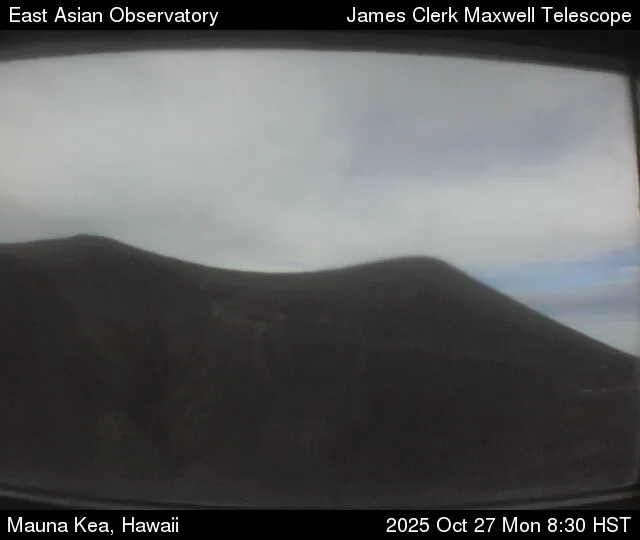 East Asian Observatory
James Clerk Maxwell Telescope
Mauna Kea, Hawaii
2025 Oct 27 Mon 8:30 HST